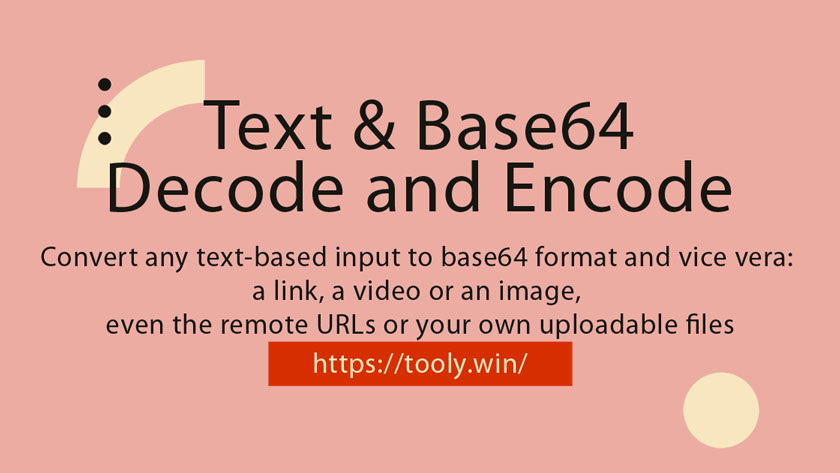 Text & Base64
Decode and Encode
Convert any text-based input to base64 format and vice vera:
a link, a video or an image,
even the remote URLs or your own uploadable files
https://tooly.win/